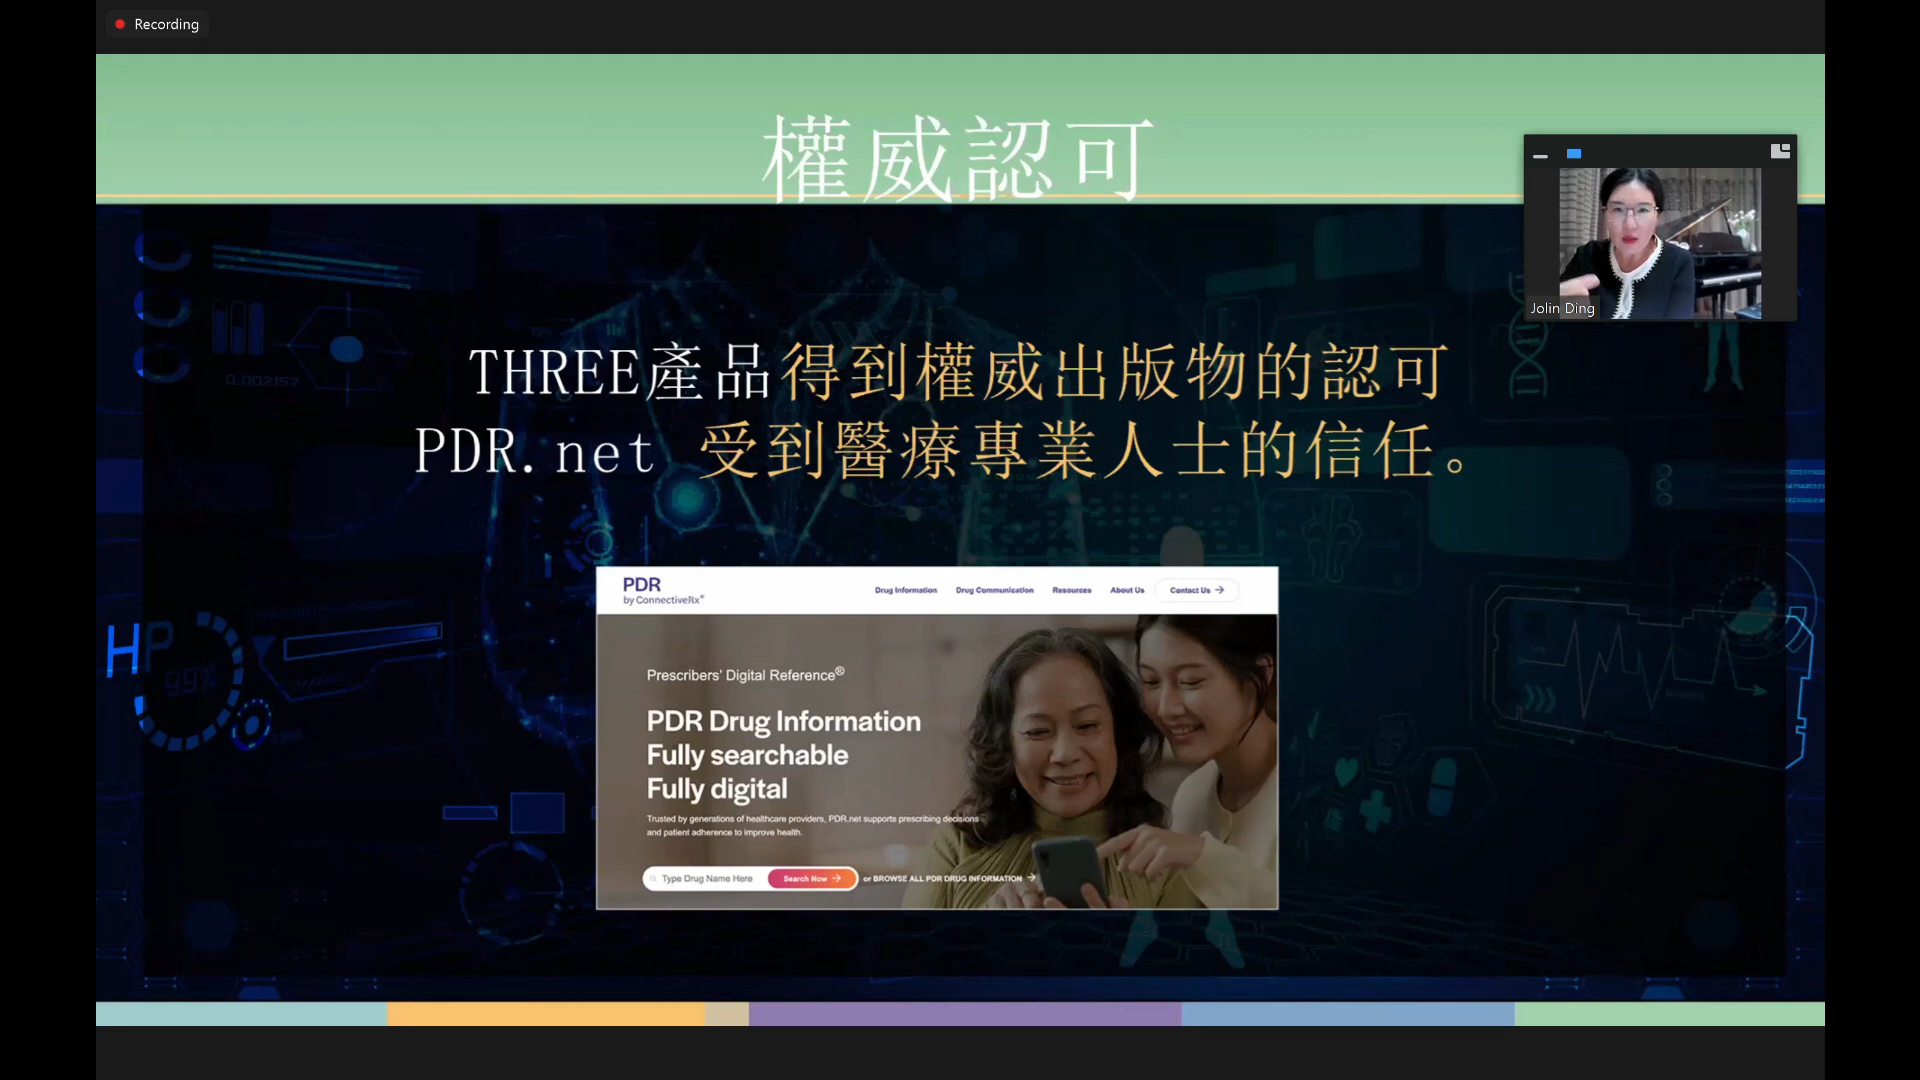 Recording
權威認可
Jolin Ding
THREE產品得到權威出版物的認可
PDR.net 受到醫療專業人士的信任。
0.002157
PDR
by ConnectiveRx®
Drug Information
Drug Communication
Resources
About Us
Contact Us →
HP
99%
Prescribers' Digital Reference®
PDR Drug Information
Fully searchable
Fully digital
Trusted by generations of healthcare providers, PDR.net supports prescribing decisions
and patient adherence to improve health.
Type Drug Name Here
Search Now →
or BROWSE ALL PDR DRUG INFORMATION →